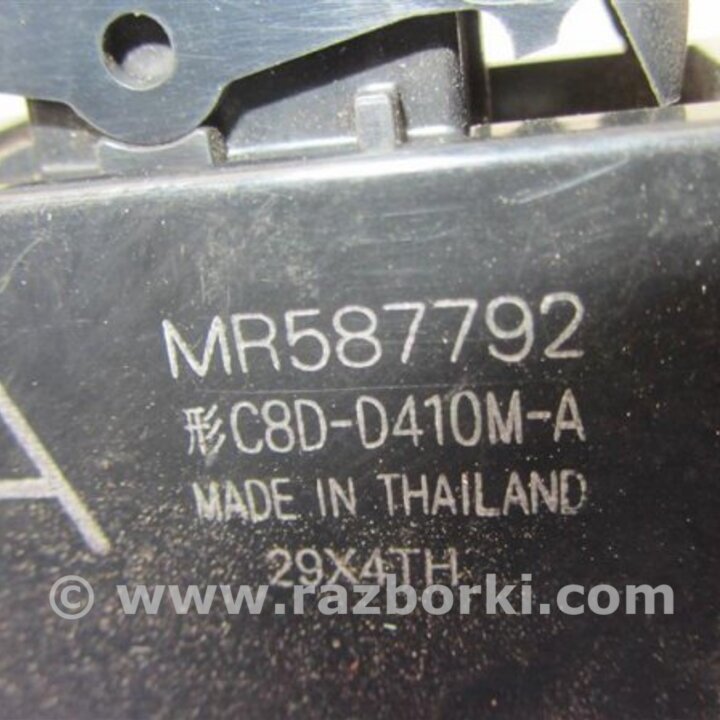 MR587792
形C8D-D410M-A
MADE IN THAILAND
29X4TH
© www.razborki.com